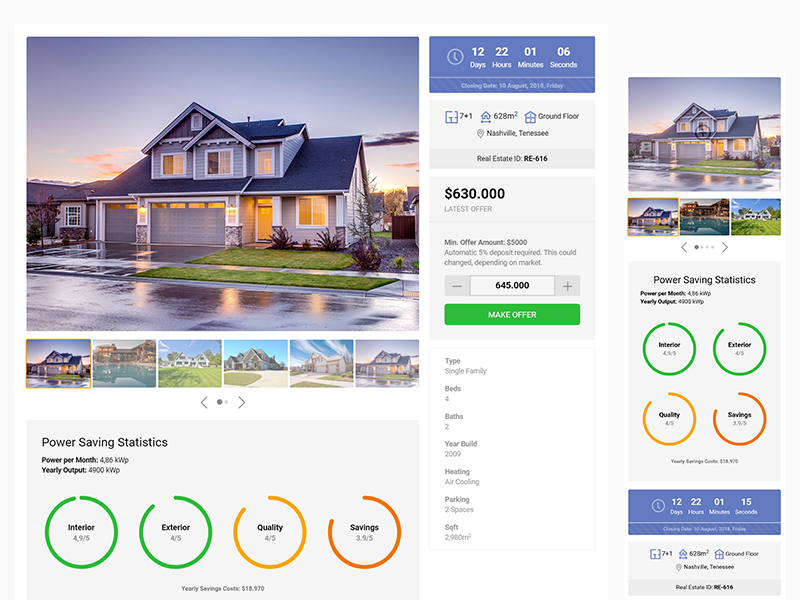 12 22 01 06
Days Hours Minutes Seconds
Closing Date: 10 August, 2018, Friday
7+1 628m² Ground Floor
Nashville, Tenessee
Real Estate ID: RE-616
$630.000
LATEST OFFER
Min. Offer Amount: $5000
Automatic 5% deposit required. This could
changed, depending on market.
— 645.000 +
MAKE OFFER
Type
Single Family
Beds
4
Baths
2
Year Build
2009
Heating
Air Cooling
Parking
2 Spaces
Sqft
2,980m²
Power Saving Statistics
Power per Month: 4,86 kWp
Yearly Output: 4900 kWp
Interior
4,9/5
Exterior
4/5
Quality
4/5
Savings
3.9/5
Yearly Savings Costs: $18.970
Power Saving Statistics
Power per Month: 4,86 kWp
Yearly Output: 4900 kWp
Interior
4,9/5
Exterior
4/5
Quality
4/5
Savings
3.9/5
Yearly Savings Costs: $18.970
12 22 01 15
Days Hours Minutes Seconds
Closing Date: 10 August, 2018, Friday
7+1 628m² Ground Floor
Nashville, Tenessee
Real Estate ID: RE-616